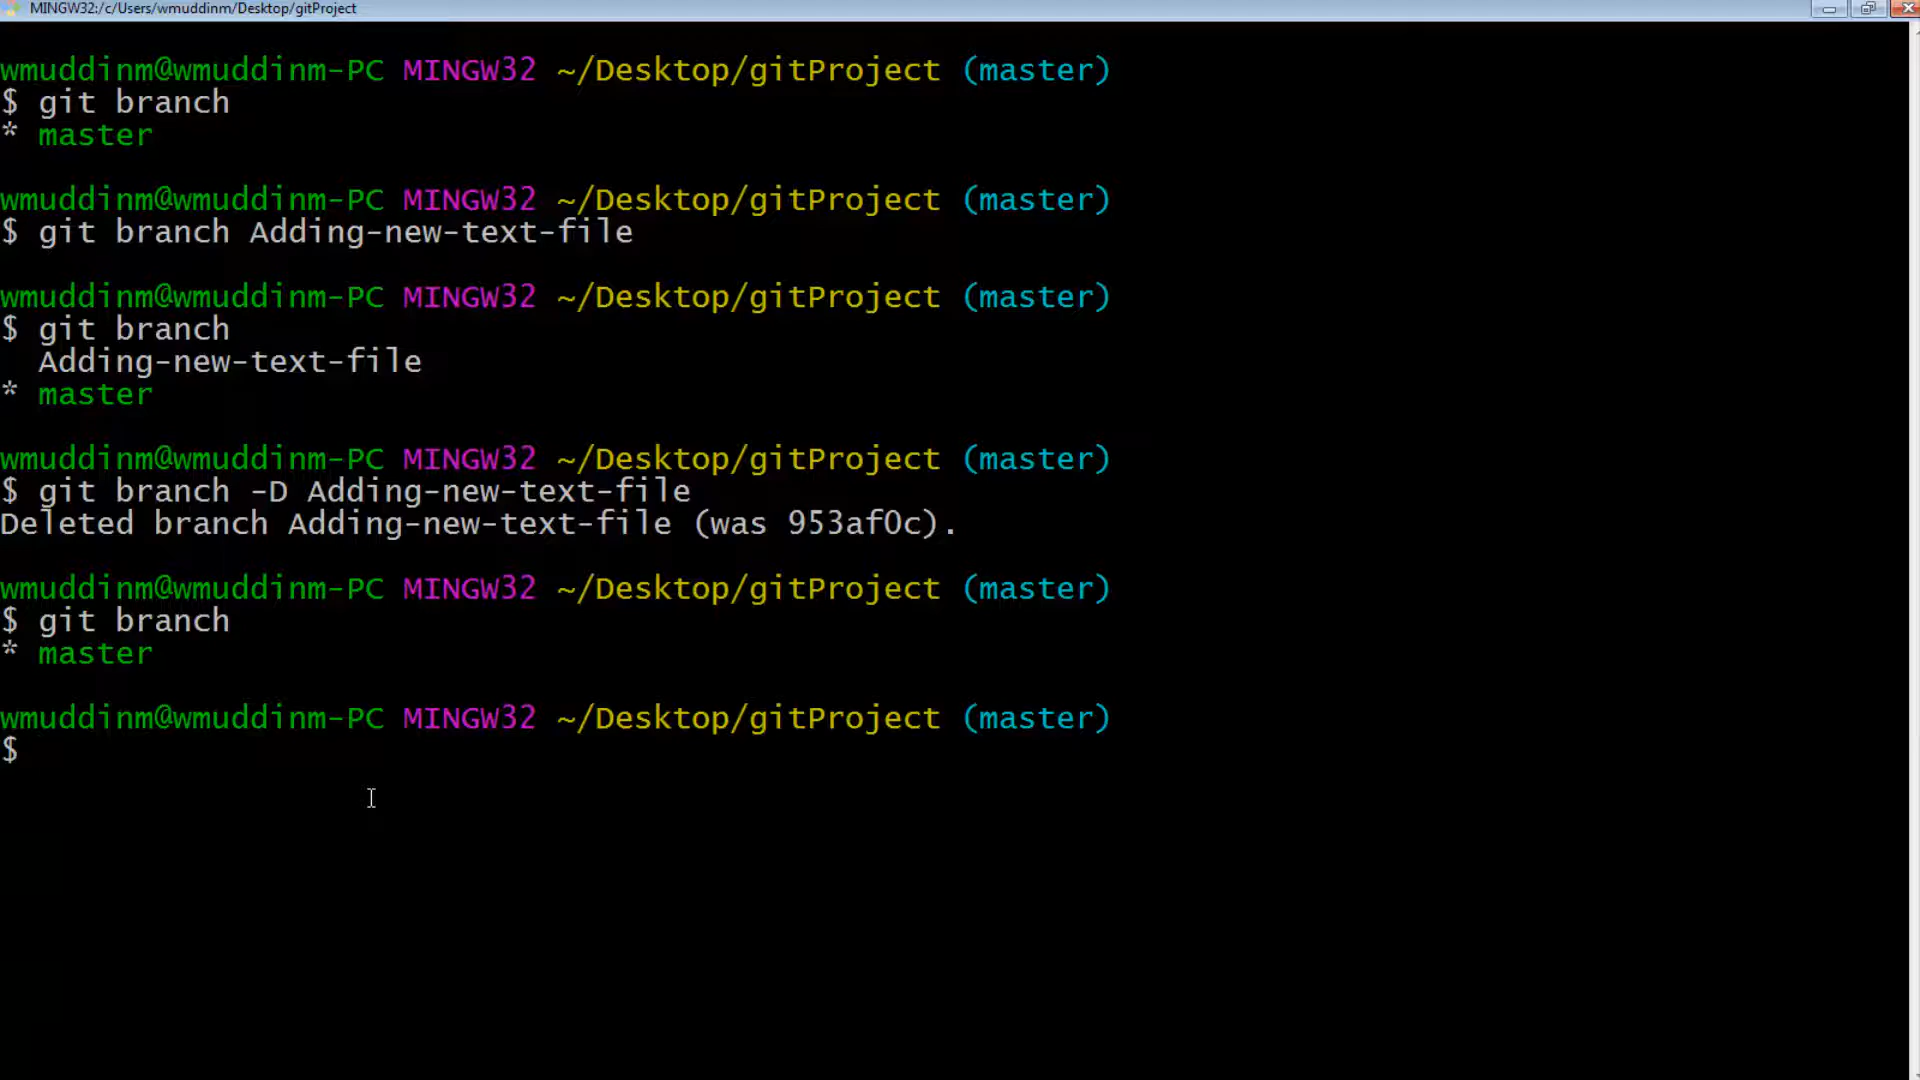 MINGW32:/c/Users/wmuddinm/Desktop/gitProject
wmuddinm@wmuddinm-PC MINGW32 ~/Desktop/gitProject (master)
$ git branch
* master
wmuddinm@wmuddinm-PC MINGW32 ~/Desktop/gitProject (master)
$ git branch Adding-new-text-file
wmuddinm@wmuddinm-PC MINGW32 ~/Desktop/gitProject (master)
$ git branch
Adding-new-text-file
* master
wmuddinm@wmuddinm-PC MINGW32 ~/Desktop/gitProject (master)
$ git branch -D Adding-new-text-file
Deleted branch Adding-new-text-file (was 953af0c).
wmuddinm@wmuddinm-PC MINGW32 ~/Desktop/gitProject (master)
$ git branch
* master
wmuddinm@wmuddinm-PC MINGW32 ~/Desktop/gitProject (master)
$